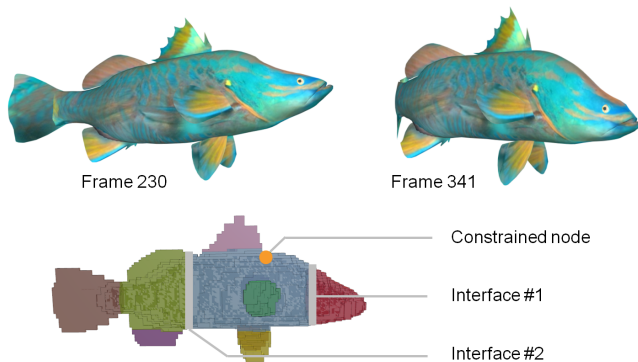 Frame 230
Frame 341
Constrained node
Interface #1
Interface #2